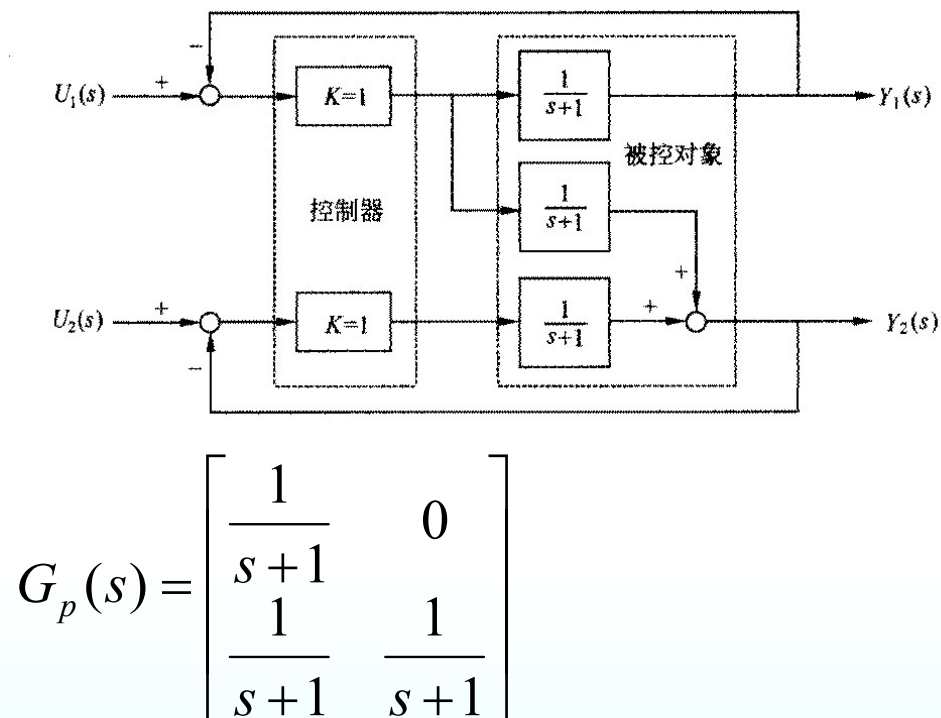 −
U₁(s)
+
K=1
1
s+1
Y₁(s)
被控对象
控制器
1
s+1
+
U₂(s)
+
K=1
1
s+1
+
Y₂(s)
−
G_p(s) = [ 1/(s+1) 0
1/(s+1) 1/(s+1) ]